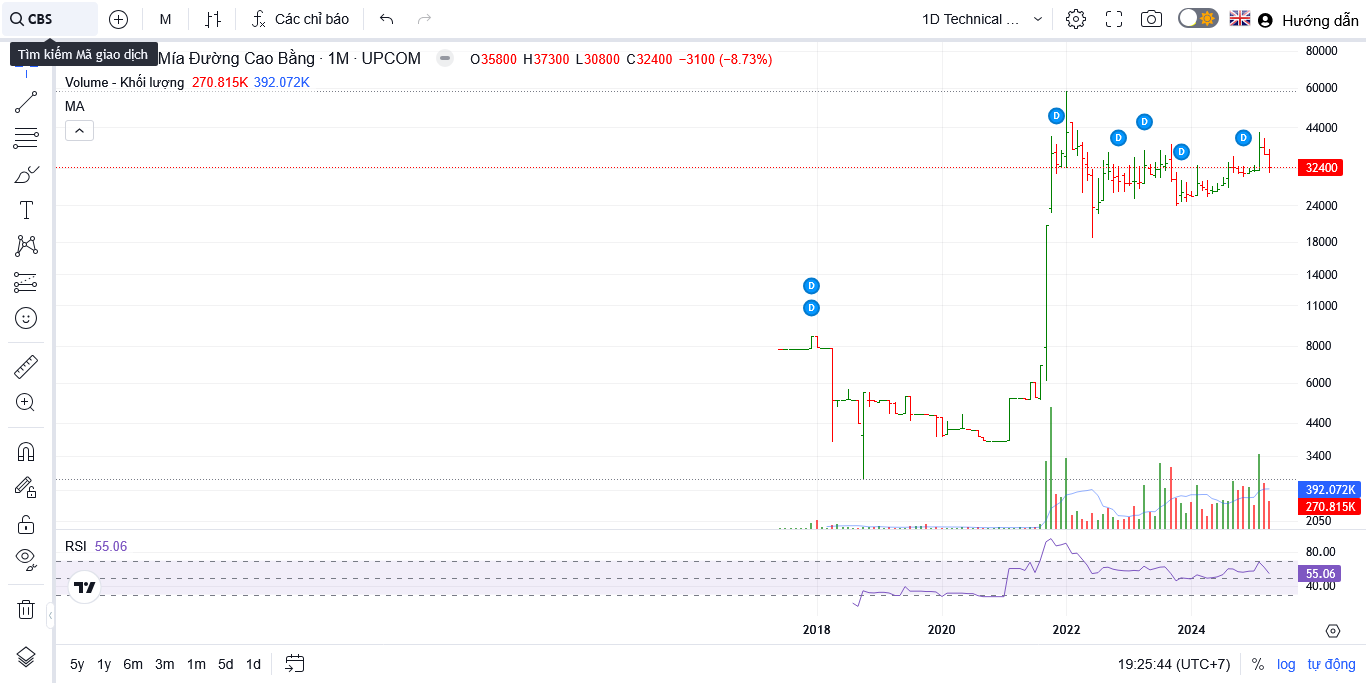 CBS
M
Các chỉ báo
1D Technical ...
Hướng dẫn
Tìm kiếm Mã giao dịch
Mía Đường Cao Bằng · 1M · UPCOM
O35800 H37300 L30800 C32400 −3100 (−8.73%)
Volume - Khối lượng 270.815K 392.072K
MA
D
D
D
D
D
D
D
80000
60000
44000
32400
24000
18000
14000
11000
8000
6000
4400
3400
392.072K
270.815K
2050
RSI 55.06
80.00
55.06
40.00
2018 2020 2022 2024
5y 1y 6m 3m 1m 5d 1d
19:25:44 (UTC+7) % log tự động